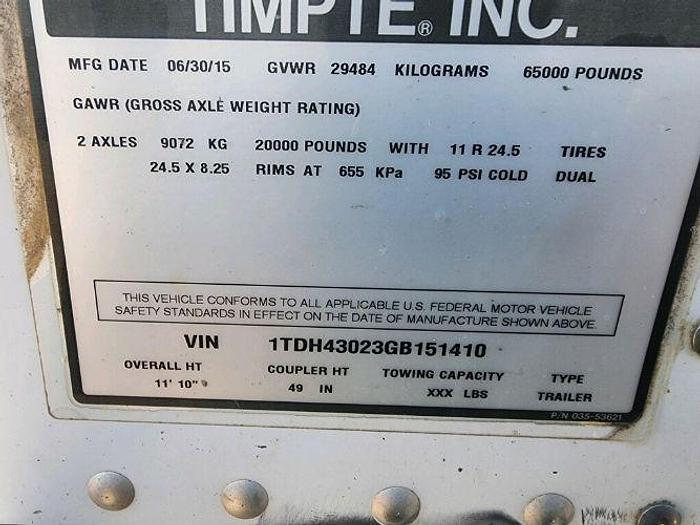 TIMPTE® INC.
MFG DATE 06/30/15 GVWR 29484 KILOGRAMS 65000 POUNDS
GAWR (GROSS AXLE WEIGHT RATING)
2 AXLES 9072 KG 20000 POUNDS WITH 11 R 24.5 TIRES
24.5 X 8.25 RIMS AT 655 KPa 95 PSI COLD DUAL
THIS VEHICLE CONFORMS TO ALL APPLICABLE U.S. FEDERAL MOTOR VEHICLE
SAFETY STANDARDS IN EFFECT ON THE DATE OF MANUFACTURE SHOWN ABOVE
VIN 1TDH43023GB151410
OVERALL HT COUPLER HT TOWING CAPACITY TYPE
11' 10" 49 IN XXX LBS TRAILER
P/N 035-53621